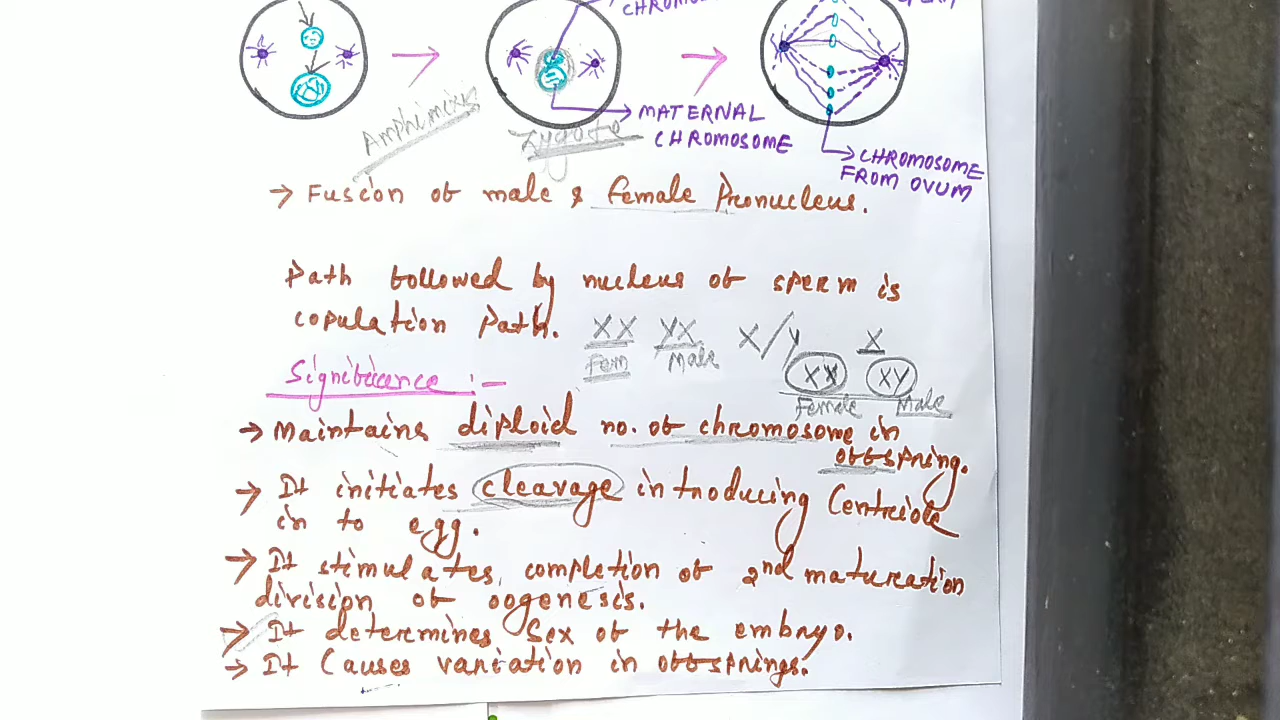 MATERNAL
CHROMOSOME
CHROMOSOME
FROM OVUM
Amphimixis
Zygote
→ Fusion of male & female Pronucleus.
Path followed by nucleus of sperm is
copulation Path.
XX YX X/Y X
Fem Male XX XY
Female Male
Significance :-
→ Maintains diploid no. of chromosome in
offspring.
→ It initiates cleavage introducing Centriole
in to egg.
→ It stimulates, completion of 2nd maturation
division of oogenesis.
→ It determines Sex of the embryo.
→ It Causes variation in offsprings.